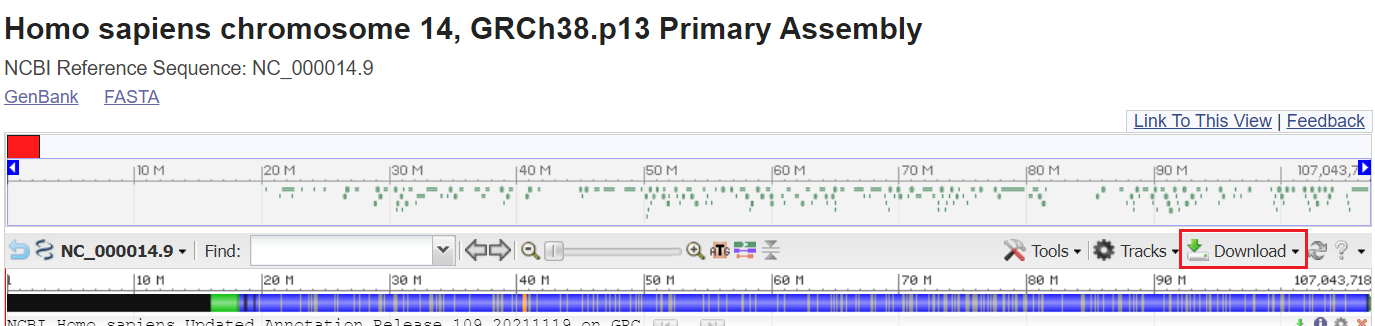 Homo sapiens chromosome 14, GRCh38.p13 Primary Assembly
NCBI Reference Sequence: NC_000014.9
GenBank FASTA
Link To This View | Feedback
10 M 20 M 30 M 40 M 50 M 60 M 70 M 80 M 90 M 107,043,7
NC_000014.9 Find: ATG Tools Tracks Download ?
1 10 M 20 M 30 M 40 M 50 M 60 M 70 M 80 M 90 M 107,043,718
NCBI Homo sapiens Updated Annotation Release 109.20211119 on GRC